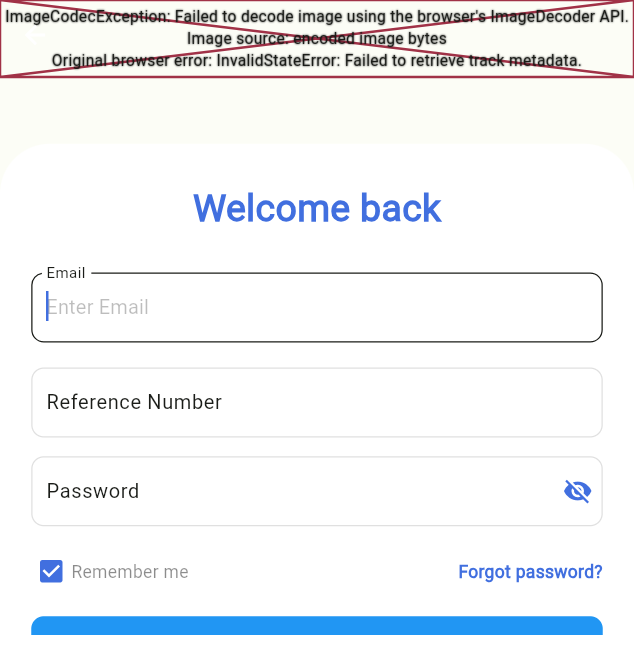 ImageCodecException: Failed to decode image using the browser's ImageDecoder API.
Image source: encoded image bytes
Original browser error: InvalidStateError: Failed to retrieve track metadata.
Welcome back
Email
Enter Email
Reference Number
Password
Remember me
Forgot password?